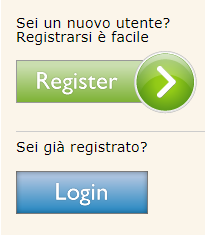 Sei un nuovo utente?
Registrarsi è facile
Register
Sei già registrato?
Login